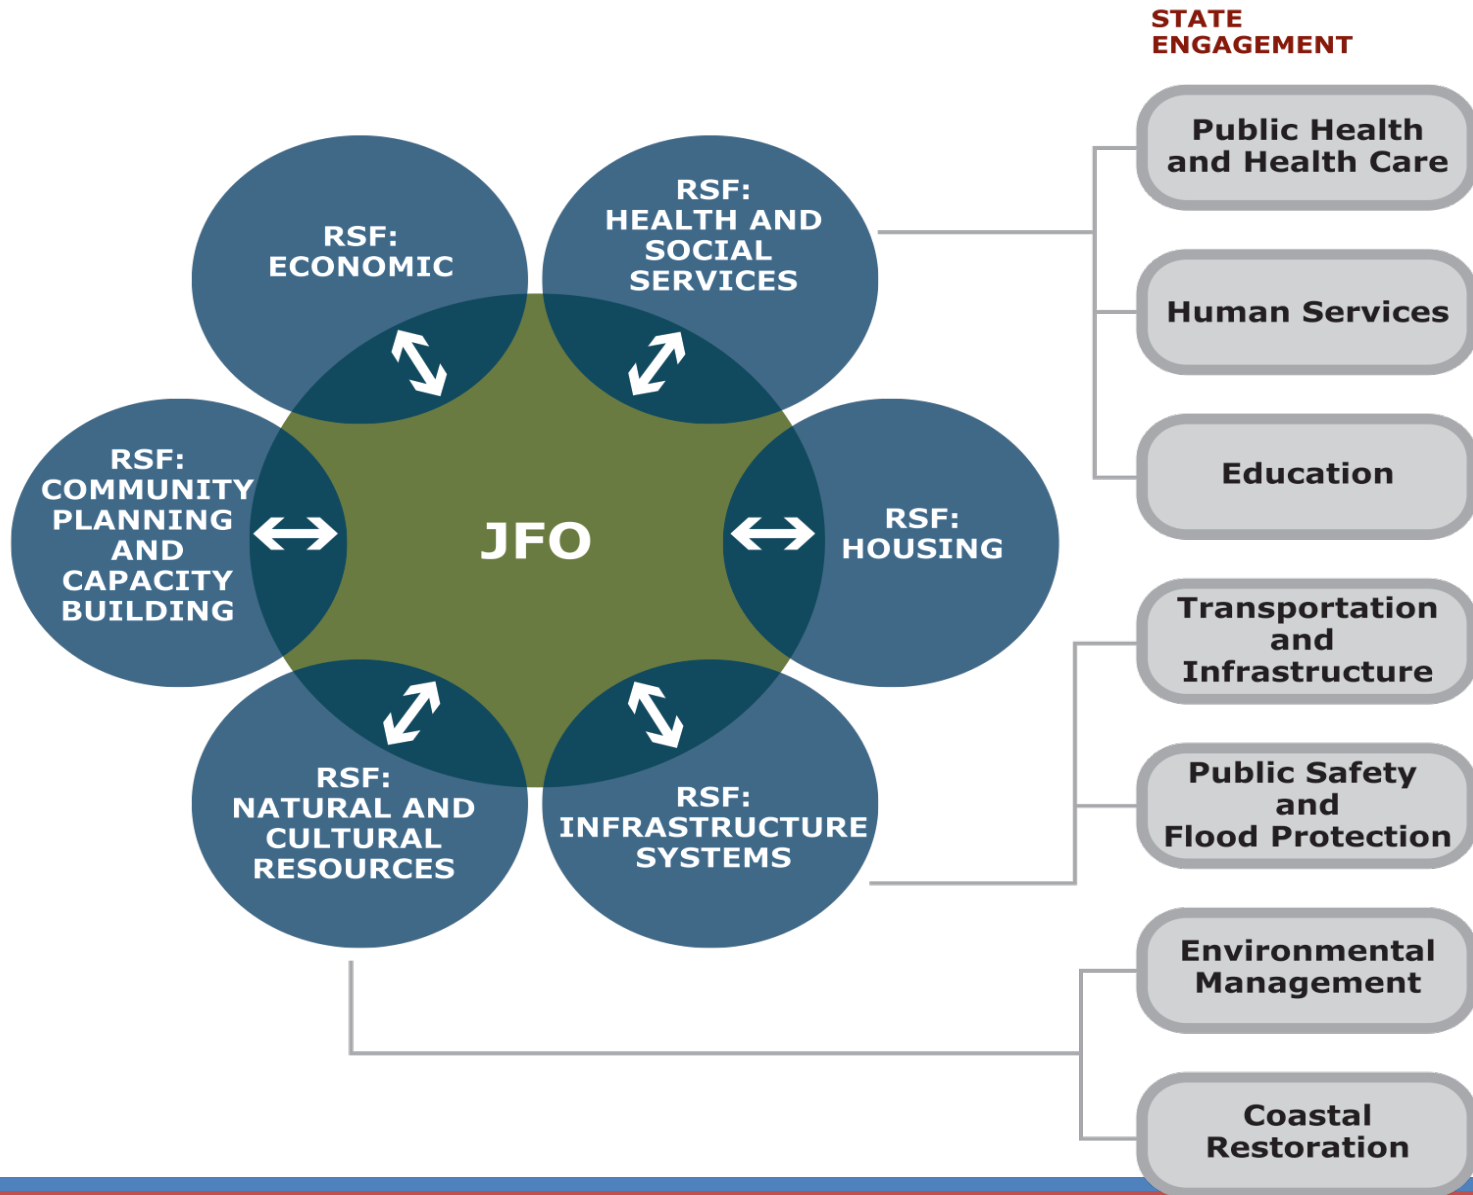 STATE
ENGAGEMENT
Public Health
and Health Care
Human Services
Education
Transportation
and
Infrastructure
Public Safety
and
Flood Protection
Environmental
Management
Coastal
Restoration
RSF:
ECONOMIC
RSF:
HEALTH AND
SOCIAL
SERVICES
RSF:
COMMUNITY
PLANNING
AND
CAPACITY
BUILDING
JFO
RSF:
HOUSING
RSF:
NATURAL AND
CULTURAL
RESOURCES
RSF:
INFRASTRUCTURE
SYSTEMS